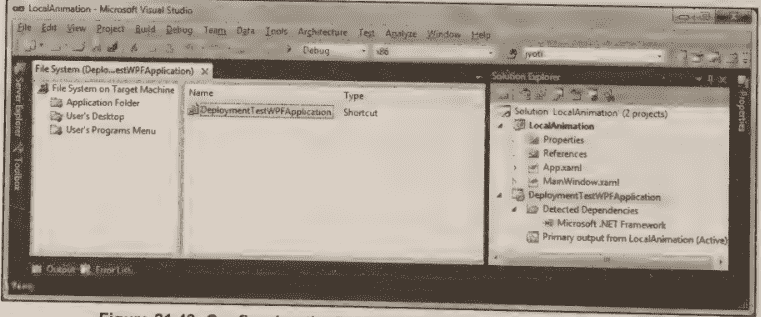 LocalAnimation - Microsoft Visual Studio
File Edit View Project Build Debug Team Data Tools Architecture Test Analyze Window Help
Debug x86 jyoti
File System (Deplo...estWPFApplication) X
File System on Target Machine
Application Folder
User's Desktop
User's Programs Menu
Name Type
DeploymentTestWPFApplication Shortcut
Server Explorer
Toolbox
Solution Explorer
Solution LocalAnimation (2 projects)
LocalAnimation
Properties
References
App.xaml
MainWindow.xaml
DeploymentTestWPFApplication
Detected Dependencies
Microsoft .NET Framework
Primary output from LocalAnimation (Active)
Properties
Output Error List